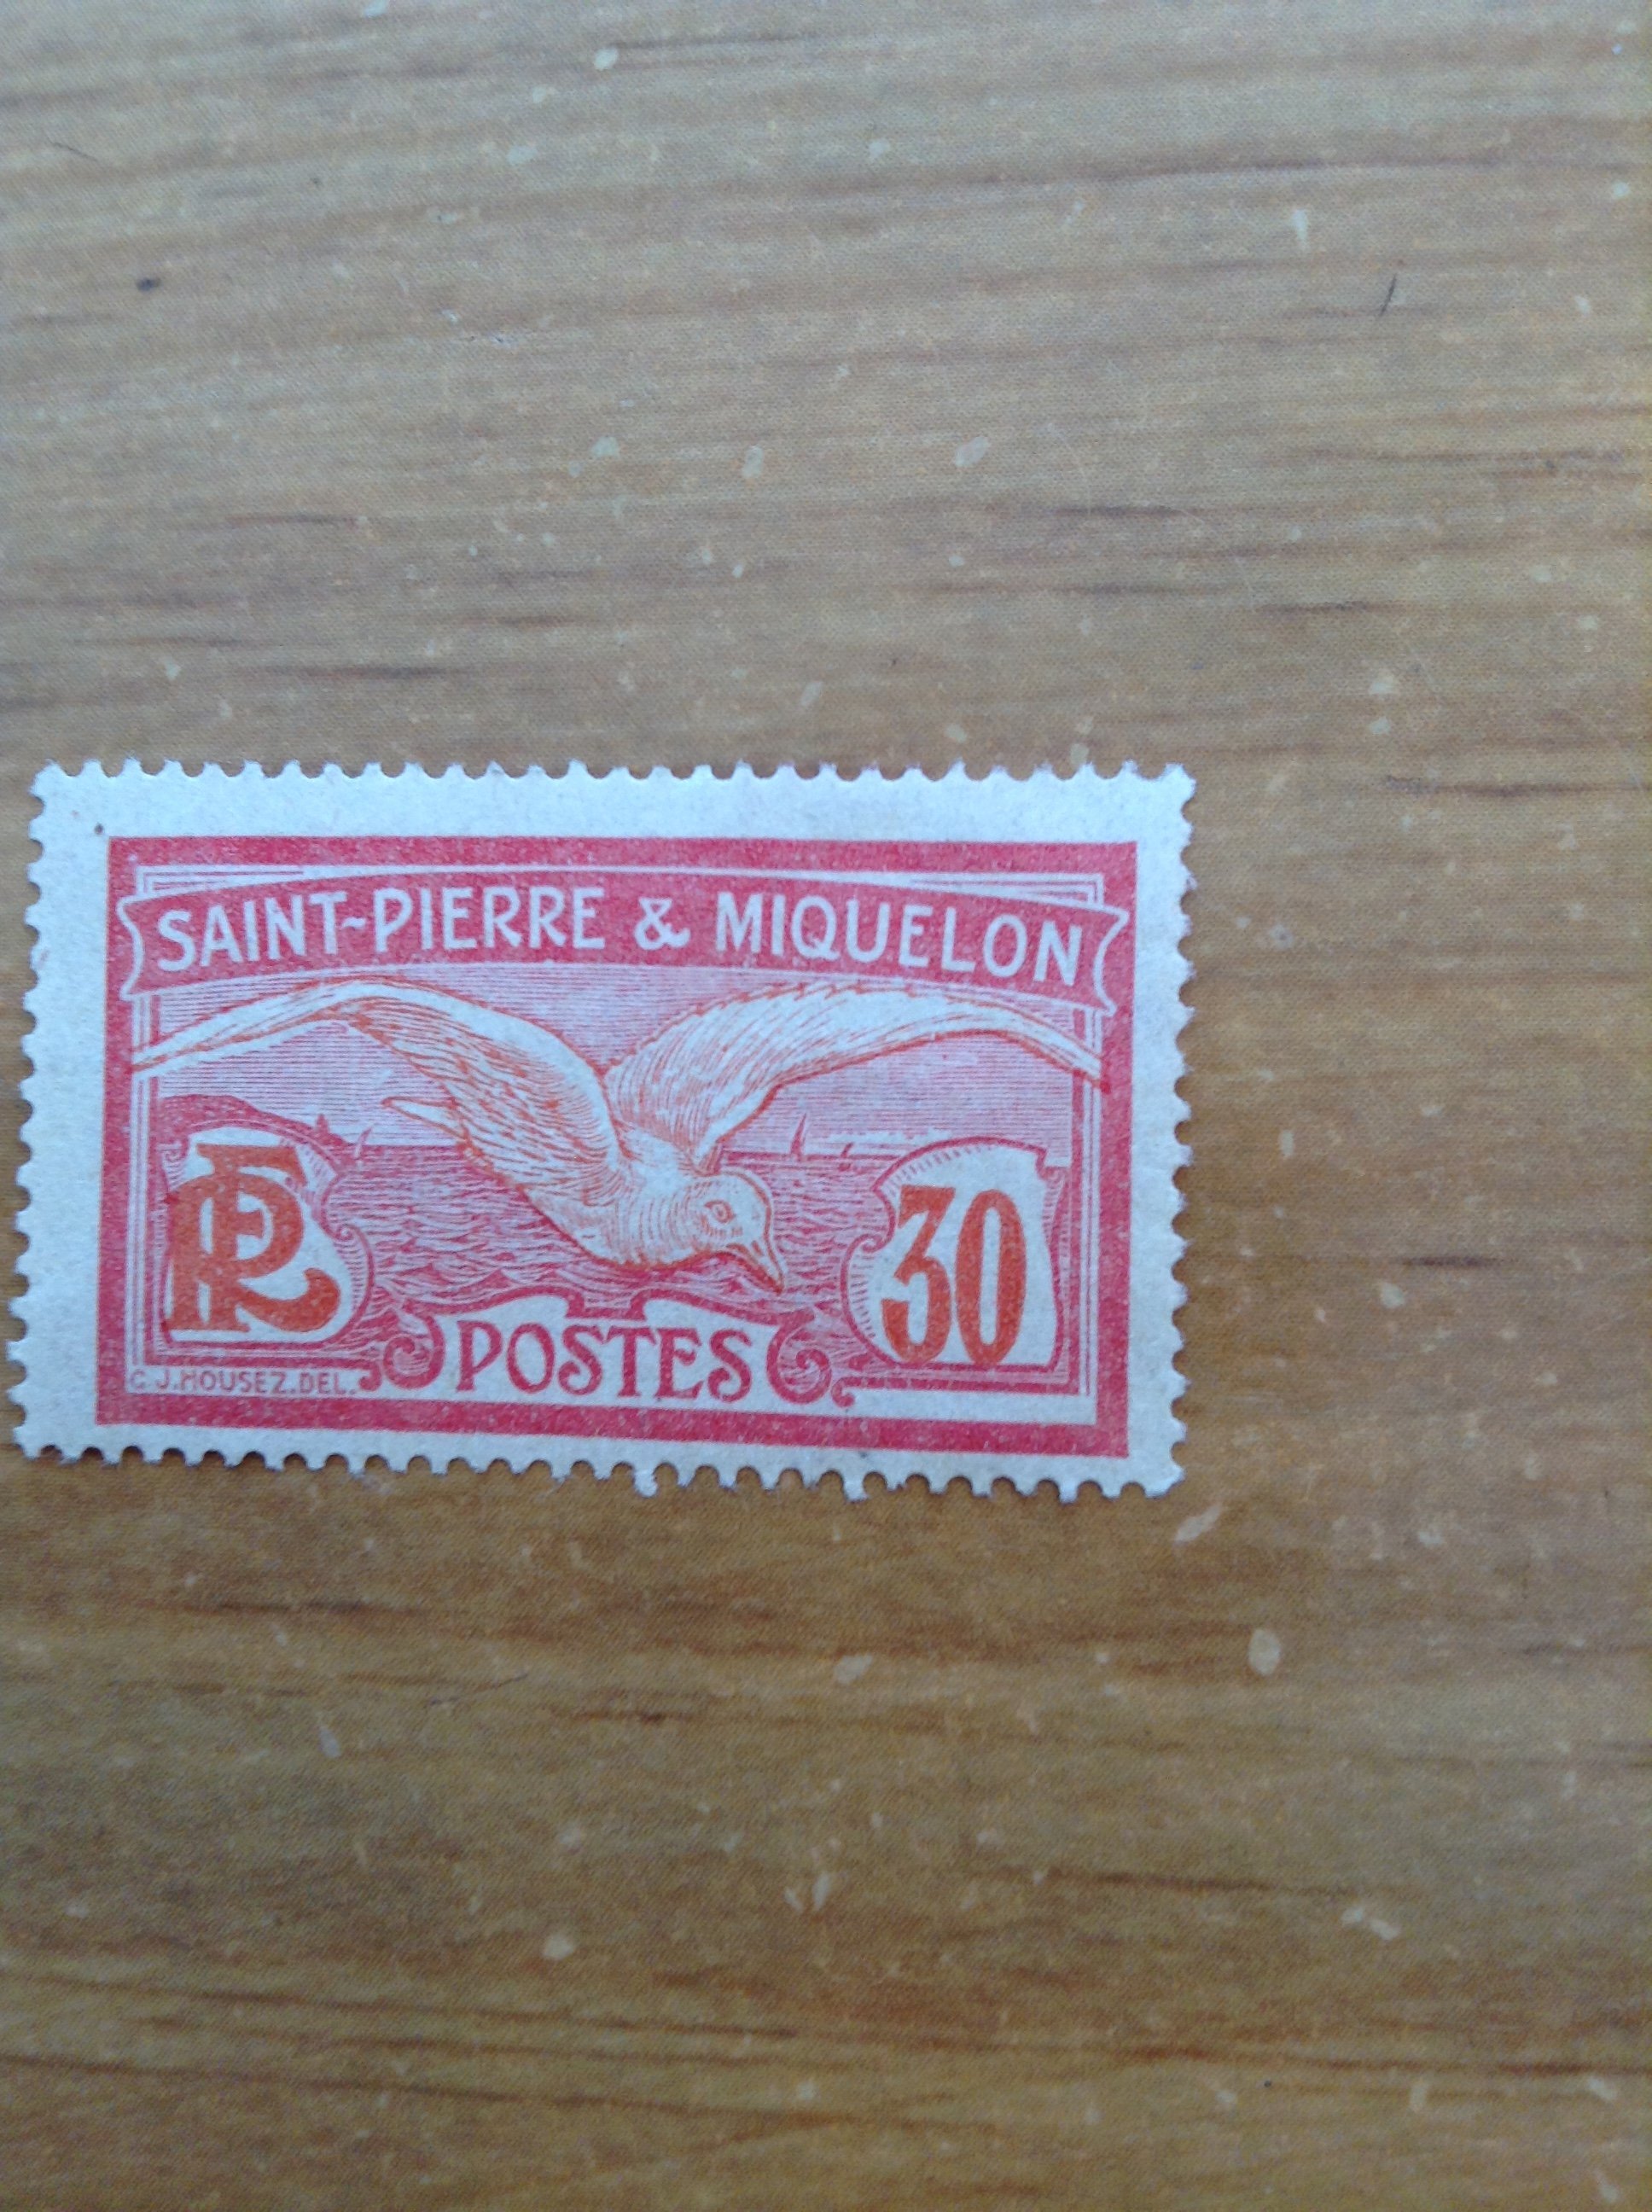 SAINT-PIERRE & MIQUELON
RF
30
POSTES
C.J.HOUSEZ.DEL.